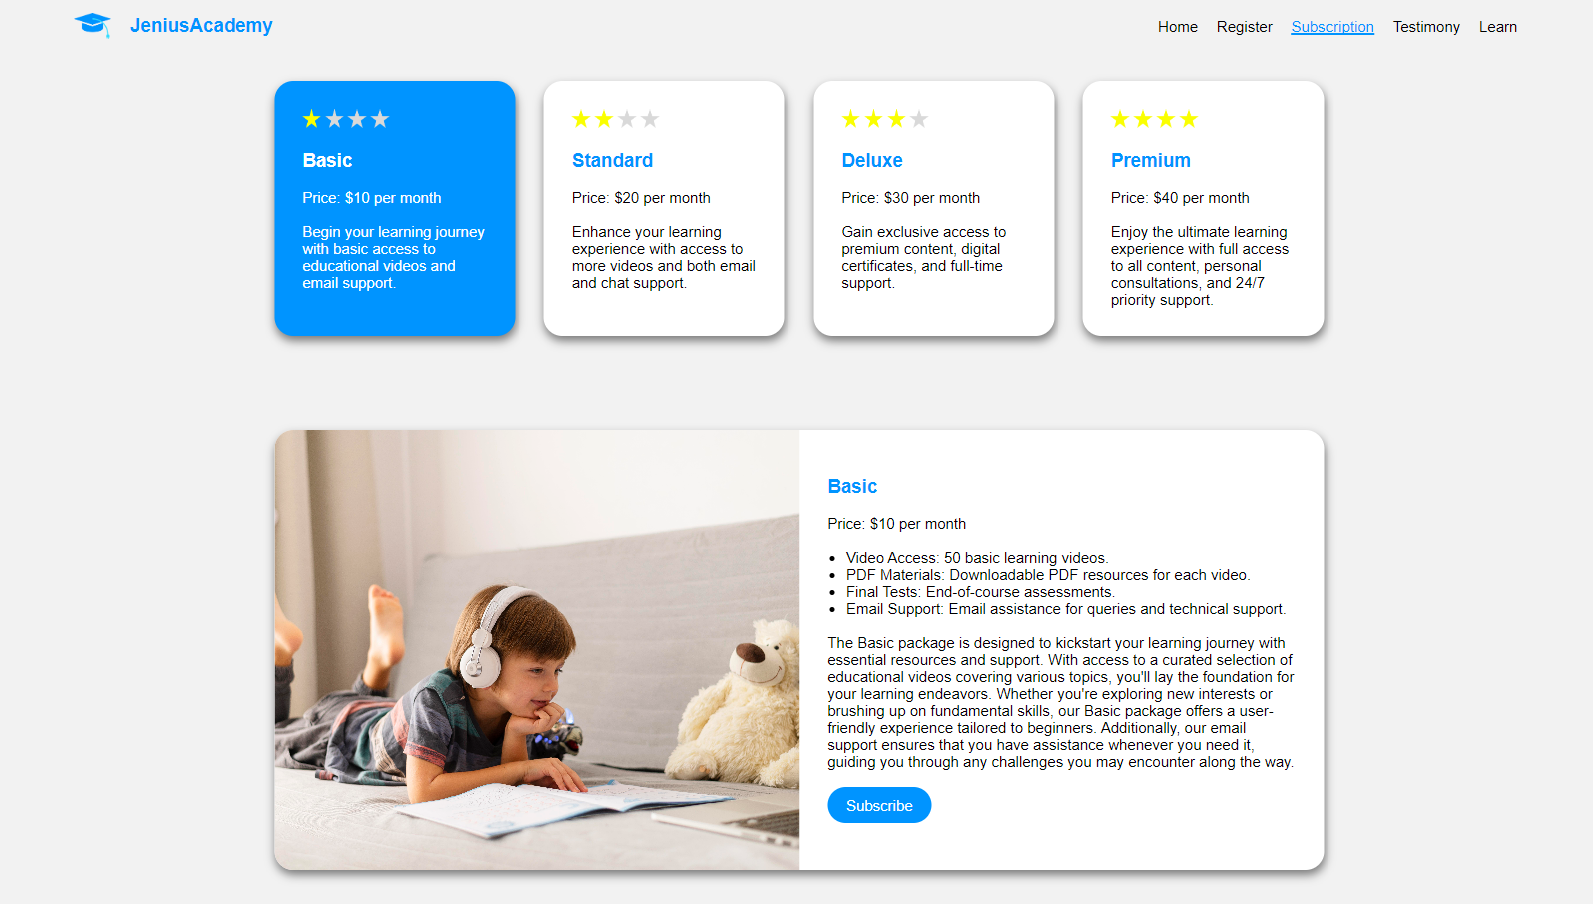 JeniusAcademy
Home Register Subscription Testimony Learn
Basic
Price: $10 per month
Begin your learning journey
with basic access to
educational videos and
email support.
Standard
Price: $20 per month
Enhance your learning
experience with access to
more videos and both email
and chat support.
Deluxe
Price: $30 per month
Gain exclusive access to
premium content, digital
certificates, and full-time
support.
Premium
Price: $40 per month
Enjoy the ultimate learning
experience with full access
to all content, personal
consultations, and 24/7
priority support.
Basic
Price: $10 per month
• Video Access: 50 basic learning videos.
• PDF Materials: Downloadable PDF resources for each video.
• Final Tests: End-of-course assessments.
• Email Support: Email assistance for queries and technical support.
The Basic package is designed to kickstart your learning journey with
essential resources and support. With access to a curated selection of
educational videos covering various topics, you'll lay the foundation for
your learning endeavors. Whether you're exploring new interests or
brushing up on fundamental skills, our Basic package offers a user-
friendly experience tailored to beginners. Additionally, our email
support ensures that you have assistance whenever you need it,
guiding you through any challenges you may encounter along the way.
Subscribe